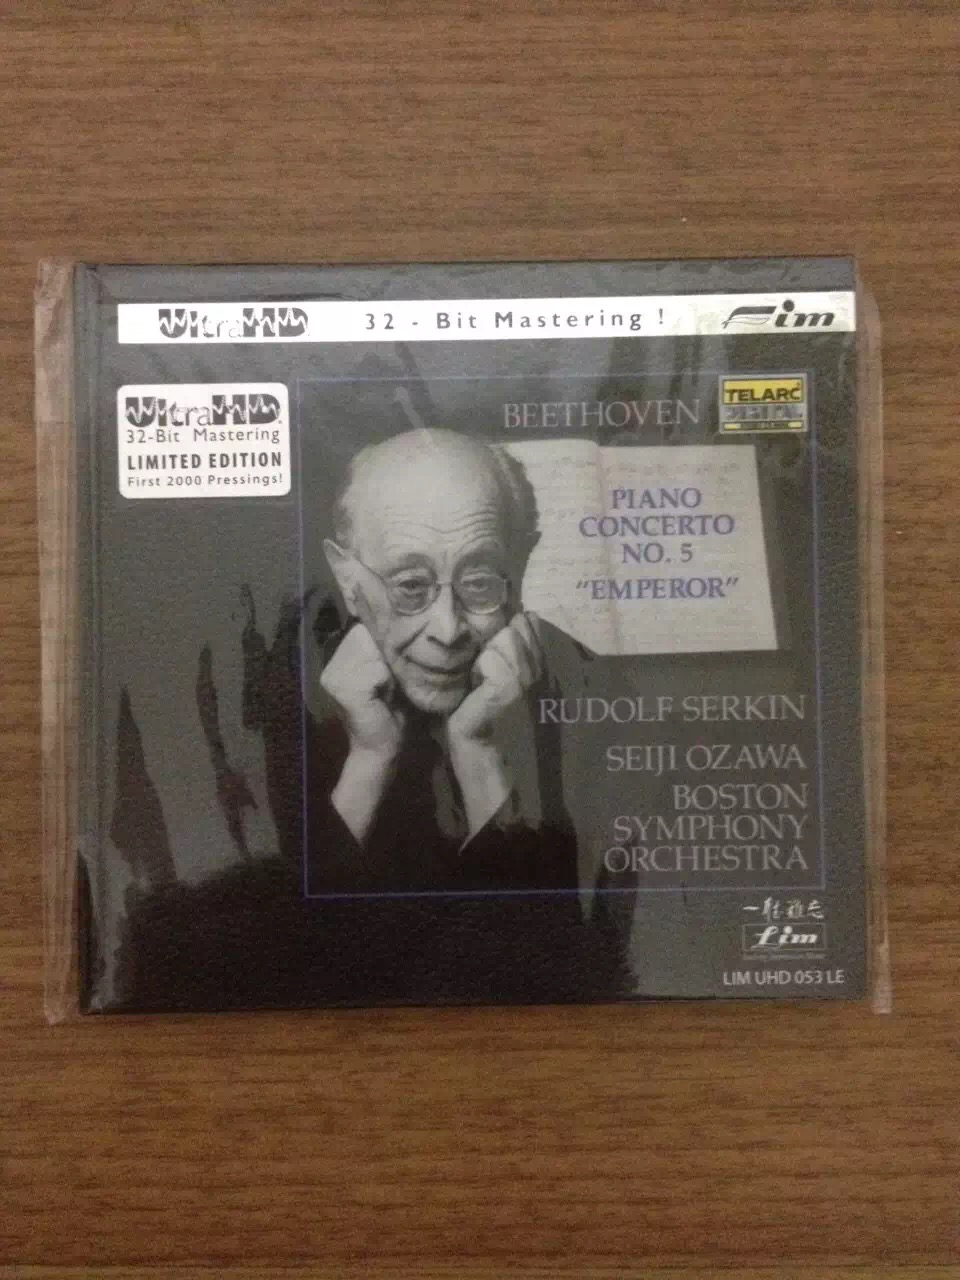 UltraHD
32 - Bit Mastering !
Lim
UltraHD
32-Bit Mastering
LIMITED EDITION
First 2000 Pressings!
BEETHOVEN
TELARC
DIGITAL
PIANO
CONCERTO
NO. 5
"EMPEROR"
RUDOLF SERKIN
SEIJI OZAWA
BOSTON
SYMPHONY
ORCHESTRA
Lim
LIM UHD 053 LE